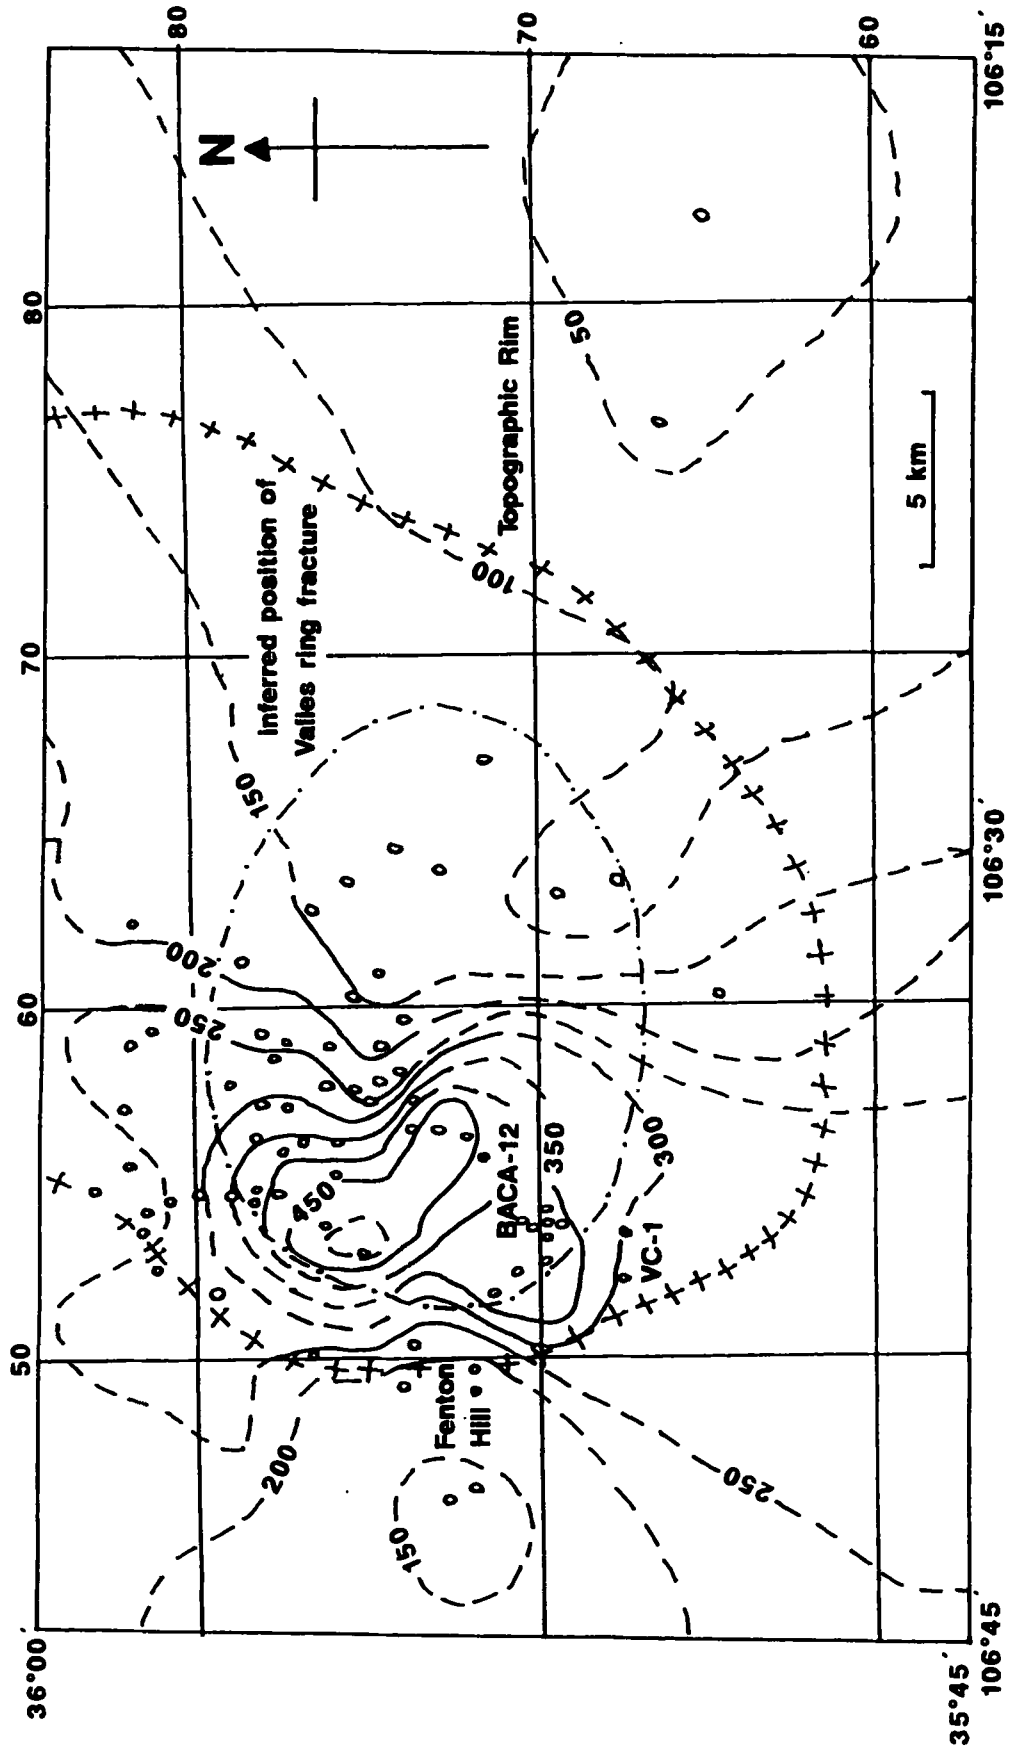 36°00′ 50 60 70 80
80
N
200
250
150
Inferred position of
Valles ring fracture
200
450
150
Fenton
Hill
100
Topographic Rim
BACA-12
70
350
50
VC-1
300
250
60
5 km
35°45′
106°45′ 106°30′ 106°15′